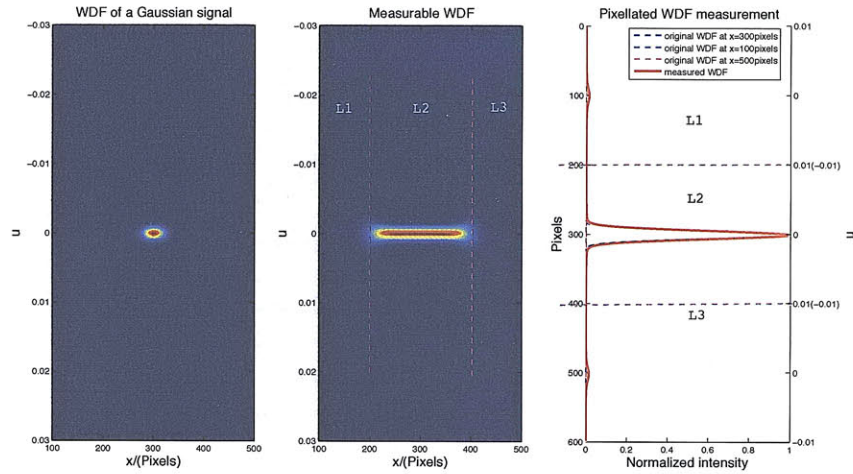 WDF of a Gaussian signal
-0.03
-0.02
-0.01
0
0.01
0.02
0.03
u
100
200
300
400
500
x/(Pixels)
Measurable WDF
-0.03
-0.02
-0.01
0
0.01
0.02
0.03
u
L1
L2
L3
100
200
300
400
500
x/(Pixels)
Pixellated WDF measurement
0
100
200
300
400
500
600
Pixels
original WDF at x=300pixels
original WDF at x=100pixels
original WDF at x=500pixels
measured WDF
L1
L2
L3
0.01
0
0.01(-0.01)
0
0.01(-0.01)
0
-0.01
u
0
0.2
0.4
0.6
0.8
1
Normalized intensity